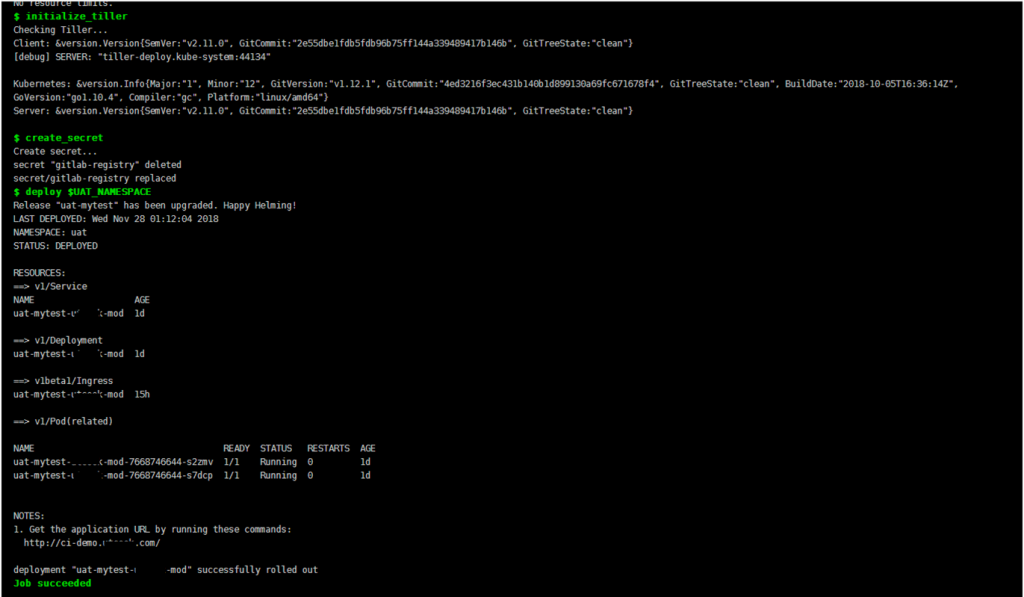 No resource limits.
$ initialize_tiller
Checking Tiller...
Client: &version.Version{SemVer:"v2.11.0", GitCommit:"2e55dbe1fdb5fdb96b75ff144a339489417b146b", GitTreeState:"clean"}
[debug] SERVER: "tiller-deploy.kube-system:44134"
Kubernetes: &version.Info{Major:"1", Minor:"12", GitVersion:"v1.12.1", GitCommit:"4ed3216f3ec431b140b1d899130a69fc671678f4", GitTreeState:"clean", BuildDate:"2018-10-05T16:36:14Z",
GoVersion:"go1.10.4", Compiler:"gc", Platform:"linux/amd64"}
Server: &version.Version{SemVer:"v2.11.0", GitCommit:"2e55dbe1fdb5fdb96b75ff144a339489417b146b", GitTreeState:"clean"}
$ create_secret
Create secret...
secret "gitlab-registry" deleted
secret/gitlab-registry replaced
$ deploy $UAT_NAMESPACE
Release "uat-mytest" has been upgraded. Happy Helming!
LAST DEPLOYED: Wed Nov 28 01:12:04 2018
NAMESPACE: uat
STATUS: DEPLOYED
RESOURCES:
==> v1/Service
NAME AGE
uat-mytest- -mod 1d
==> v1/Deployment
uat-mytest- -mod 1d
==> v1beta1/Ingress
uat-mytest- -mod 15h
==> v1/Pod(related)
NAME READY STATUS RESTARTS AGE
uat-mytest- -mod-7668746644-s2zmv 1/1 Running 0 1d
uat-mytest- -mod-7668746644-s7dcp 1/1 Running 0 1d
NOTES:
1. Get the application URL by running these commands:
http://ci-demo. .com/
deployment "uat-mytest- -mod" successfully rolled out
Job succeeded